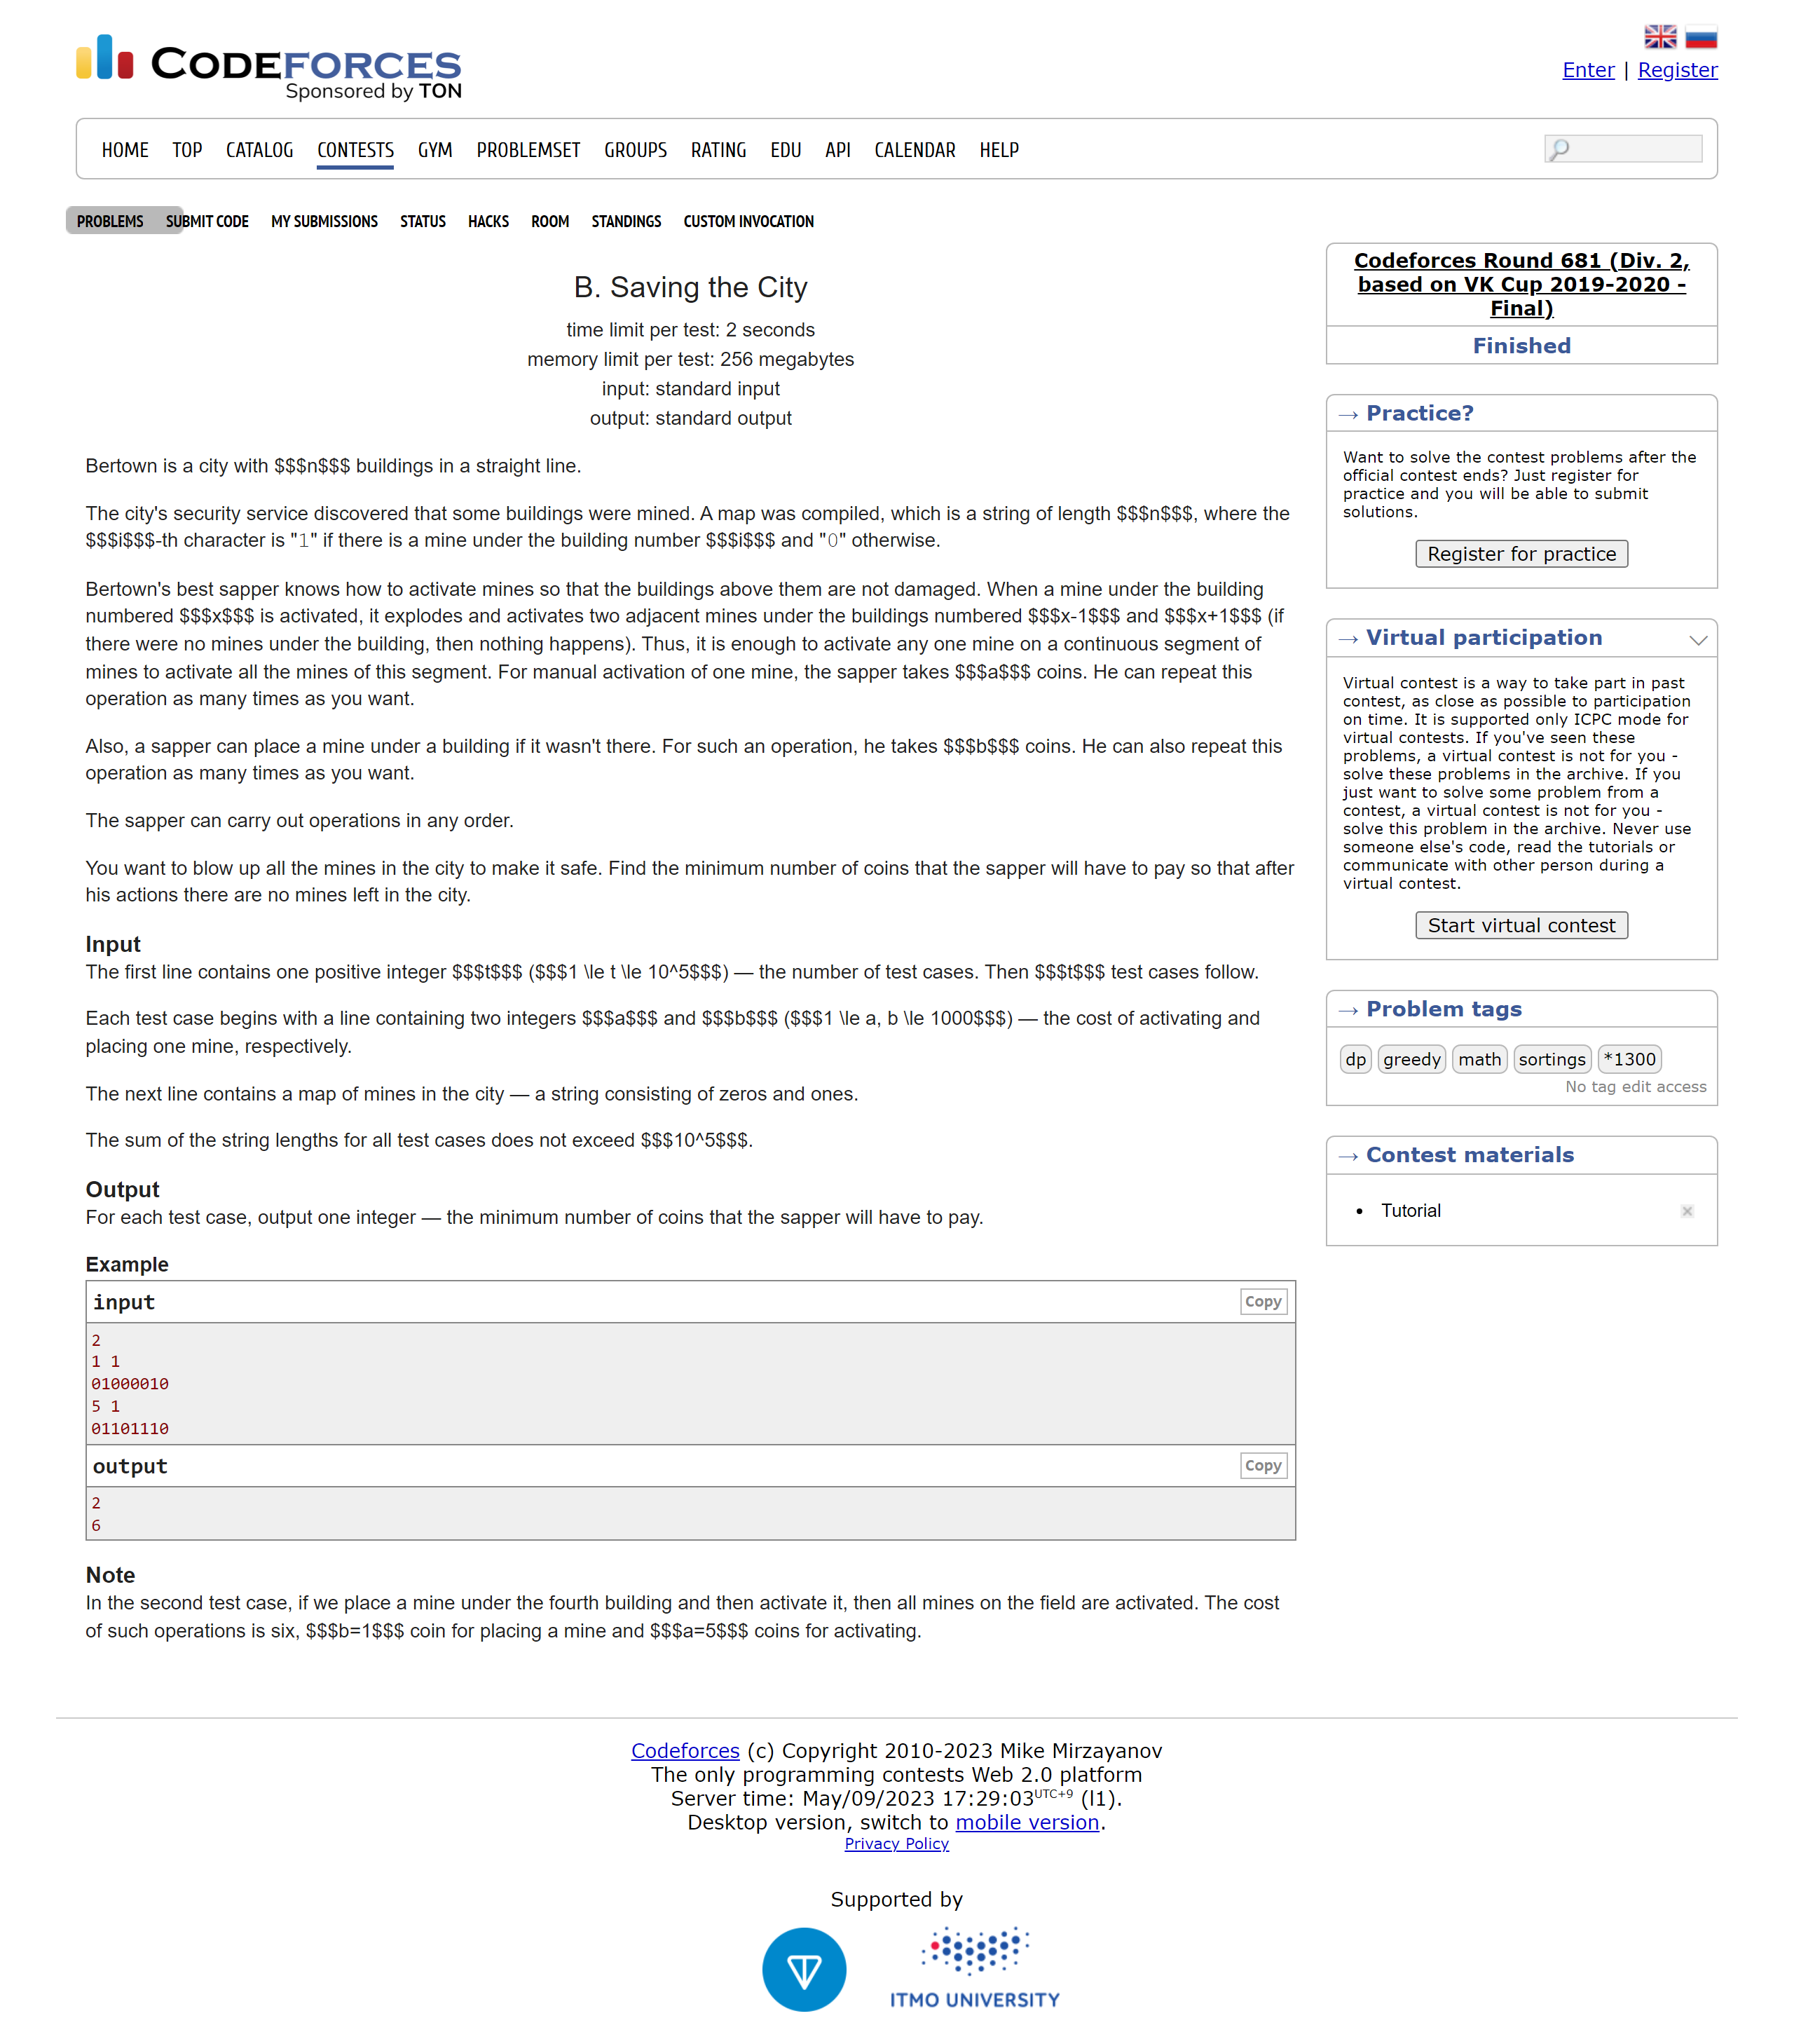 CODEFORCES
Sponsored by TON
Enter | Register
HOME TOP CATALOG CONTESTS GYM PROBLEMSET GROUPS RATING EDU API CALENDAR HELP
PROBLEMS SUBMIT CODE MY SUBMISSIONS STATUS HACKS ROOM STANDINGS CUSTOM INVOCATION
B. Saving the City
time limit per test: 2 seconds
memory limit per test: 256 megabytes
input: standard input
output: standard output
Bertown is a city with $$$n$$$ buildings in a straight line.
The city's security service discovered that some buildings were mined. A map was compiled, which is a string of length $$$n$$$, where the
$$$i$$$-th character is "1" if there is a mine under the building number $$$i$$$ and "0" otherwise.
Bertown's best sapper knows how to activate mines so that the buildings above them are not damaged. When a mine under the building
numbered $$$x$$$ is activated, it explodes and activates two adjacent mines under the buildings numbered $$$x-1$$$ and $$$x+1$$$ (if
there were no mines under the building, then nothing happens). Thus, it is enough to activate any one mine on a continuous segment of
mines to activate all the mines of this segment. For manual activation of one mine, the sapper takes $$$a$$$ coins. He can repeat this
operation as many times as you want.
Also, a sapper can place a mine under a building if it wasn't there. For such an operation, he takes $$$b$$$ coins. He can also repeat this
operation as many times as you want.
The sapper can carry out operations in any order.
You want to blow up all the mines in the city to make it safe. Find the minimum number of coins that the sapper will have to pay so that after
his actions there are no mines left in the city.
Input
The first line contains one positive integer $$$t$$$ ($$$1 \le t \le 10^5$$$) — the number of test cases. Then $$$t$$$ test cases follow.
Each test case begins with a line containing two integers $$$a$$$ and $$$b$$$ ($$$1 \le a, b \le 1000$$$) — the cost of activating and
placing one mine, respectively.
The next line contains a map of mines in the city — a string consisting of zeros and ones.
The sum of the string lengths for all test cases does not exceed $$$10^5$$$.
Output
For each test case, output one integer — the minimum number of coins that the sapper will have to pay.
Example
input
Copy
2
1 1
01000010
5 1
01101110
output
Copy
2
6
Note
In the second test case, if we place a mine under the fourth building and then activate it, then all mines on the field are activated. The cost
of such operations is six, $$$b=1$$$ coin for placing a mine and $$$a=5$$$ coins for activating.
Codeforces Round 681 (Div. 2,
based on VK Cup 2019-2020 -
Final)
Finished
→ Practice?
Want to solve the contest problems after the
official contest ends? Just register for
practice and you will be able to submit
solutions.
Register for practice
→ Virtual participation
Virtual contest is a way to take part in past
contest, as close as possible to participation
on time. It is supported only ICPC mode for
virtual contests. If you've seen these
problems, a virtual contest is not for you -
solve these problems in the archive. If you
just want to solve some problem from a
contest, a virtual contest is not for you -
solve this problem in the archive. Never use
someone else's code, read the tutorials or
communicate with other person during a
virtual contest.
Start virtual contest
→ Problem tags
dp greedy math sortings *1300
No tag edit access
→ Contest materials
• Tutorial
Codeforces (c) Copyright 2010-2023 Mike Mirzayanov
The only programming contests Web 2.0 platform
Server time: May/09/2023 17:29:03UTC+9 (l1).
Desktop version, switch to mobile version.
Privacy Policy
Supported by
ITMO UNIVERSITY